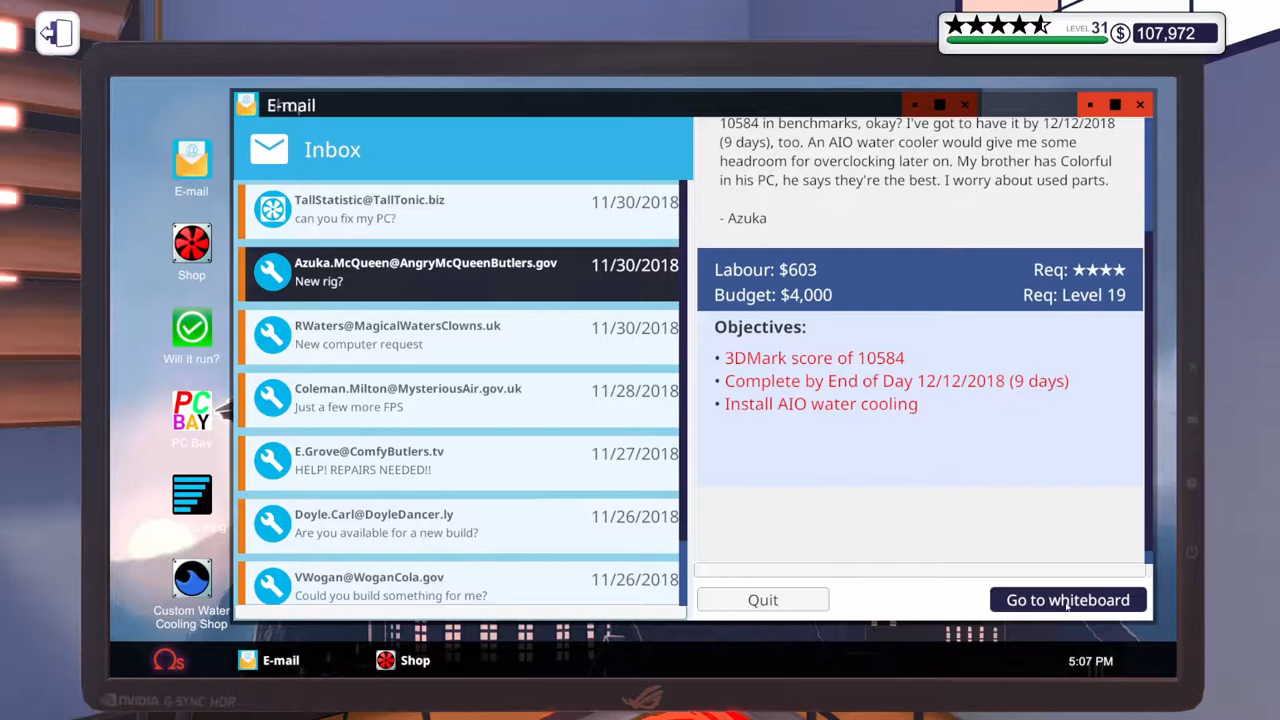 LEVEL 31
$ 107,972
E-mail
Inbox
E-mail
Shop
Will it run?
PC BAY
PC Bay
Custom Water
Cooling Shop
TallStatistic@TallTonic.biz 11/30/2018
can you fix my PC?
Azuka.McQueen@AngryMcQueenButlers.gov 11/30/2018
New rig?
RWaters@MagicalWatersClowns.uk 11/30/2018
New computer request
Coleman.Milton@MysteriousAir.gov.uk 11/28/2018
Just a few more FPS
E.Grove@ComfyButlers.tv 11/27/2018
HELP! REPAIRS NEEDED!!
Doyle.Carl@DoyleDancer.ly 11/26/2018
Are you available for a new build?
VWogan@WoganCola.gov 11/26/2018
Could you build something for me?
10584 in benchmarks, okay? I've got to have it by 12/12/2018
(9 days), too. An AIO water cooler would give me some
headroom for overclocking later on. My brother has Colorful
in his PC, he says they're the best. I worry about used parts.
- Azuka
Labour: $603 Req: ★★★★
Budget: $4,000 Req: Level 19
Objectives:
• 3DMark score of 10584
• Complete by End of Day 12/12/2018 (9 days)
• Install AIO water cooling
Quit
Go to whiteboard
Ωs
E-mail
Shop
5:07 PM
NVIDIA G-SYNC HDR